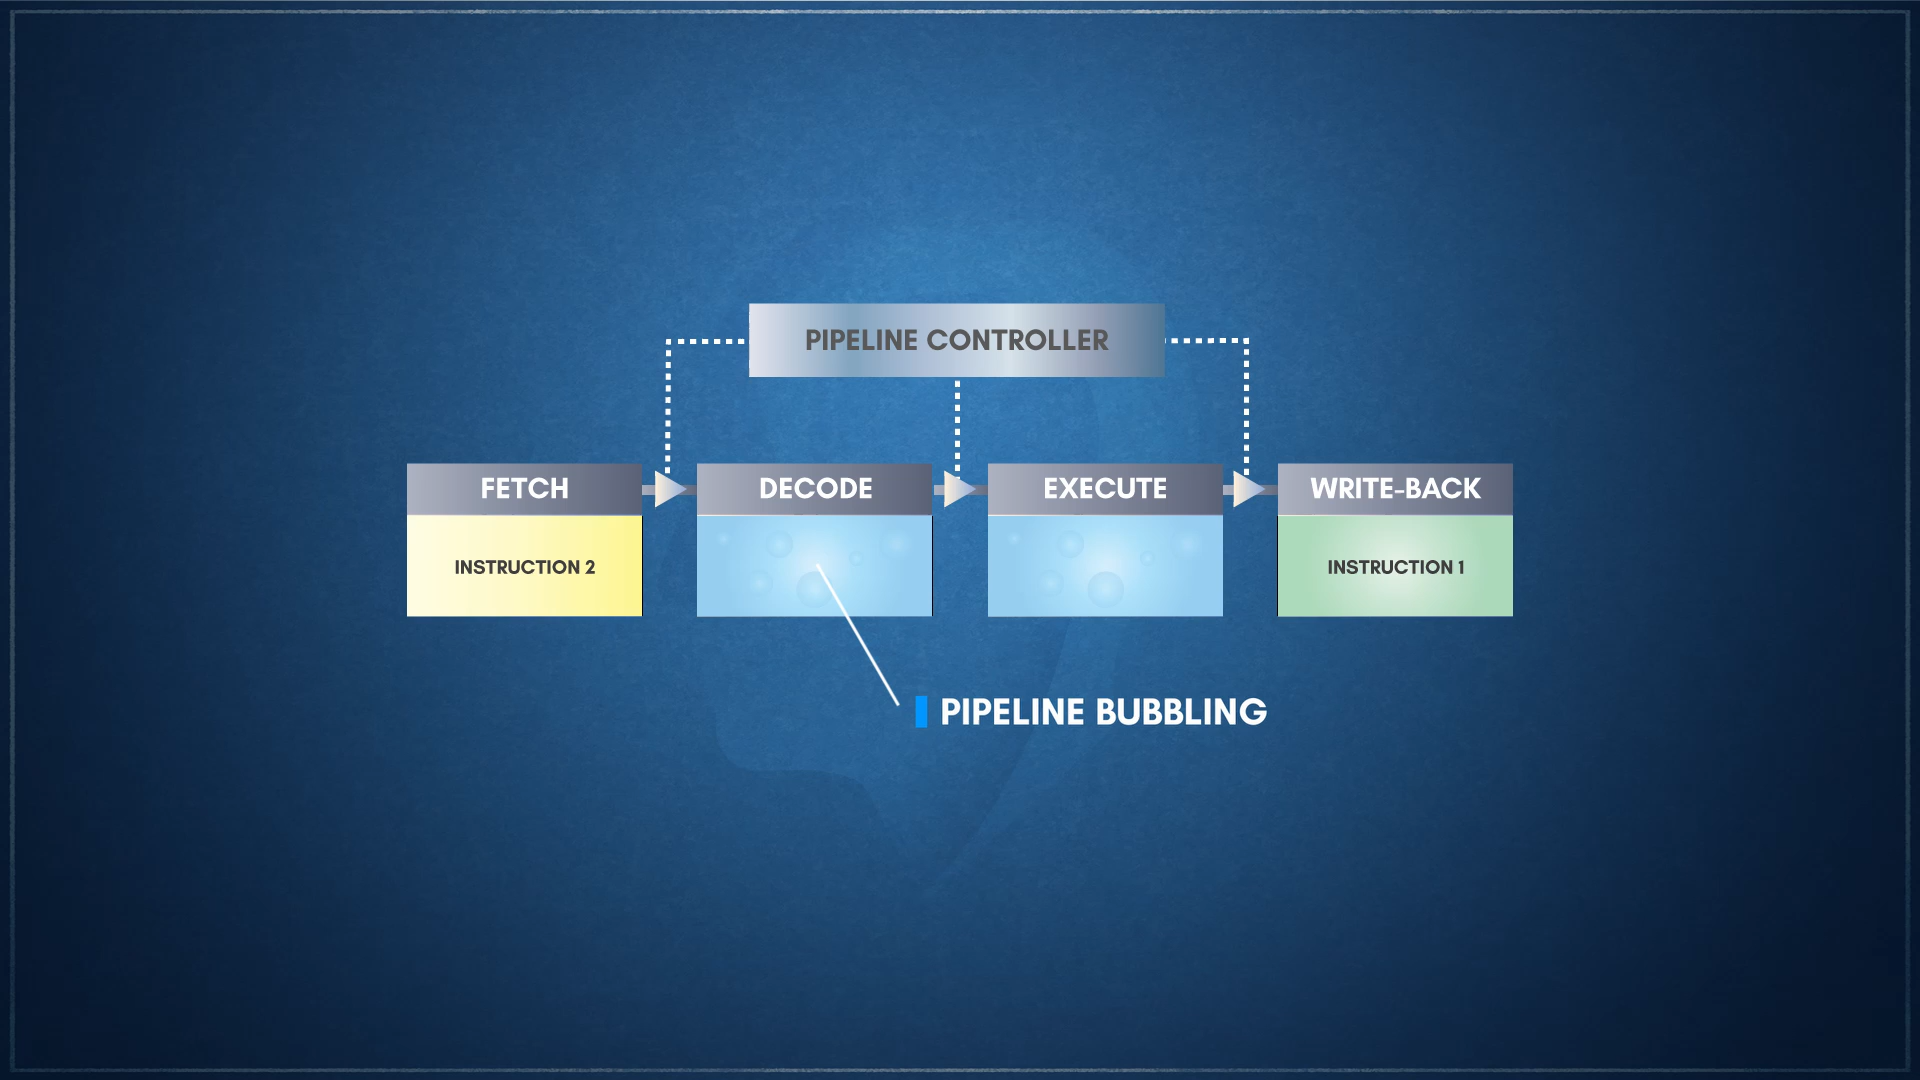 PIPELINE CONTROLLER
FETCH
DECODE
EXECUTE
WRITE-BACK
INSTRUCTION 2
INSTRUCTION 1
PIPELINE BUBBLING